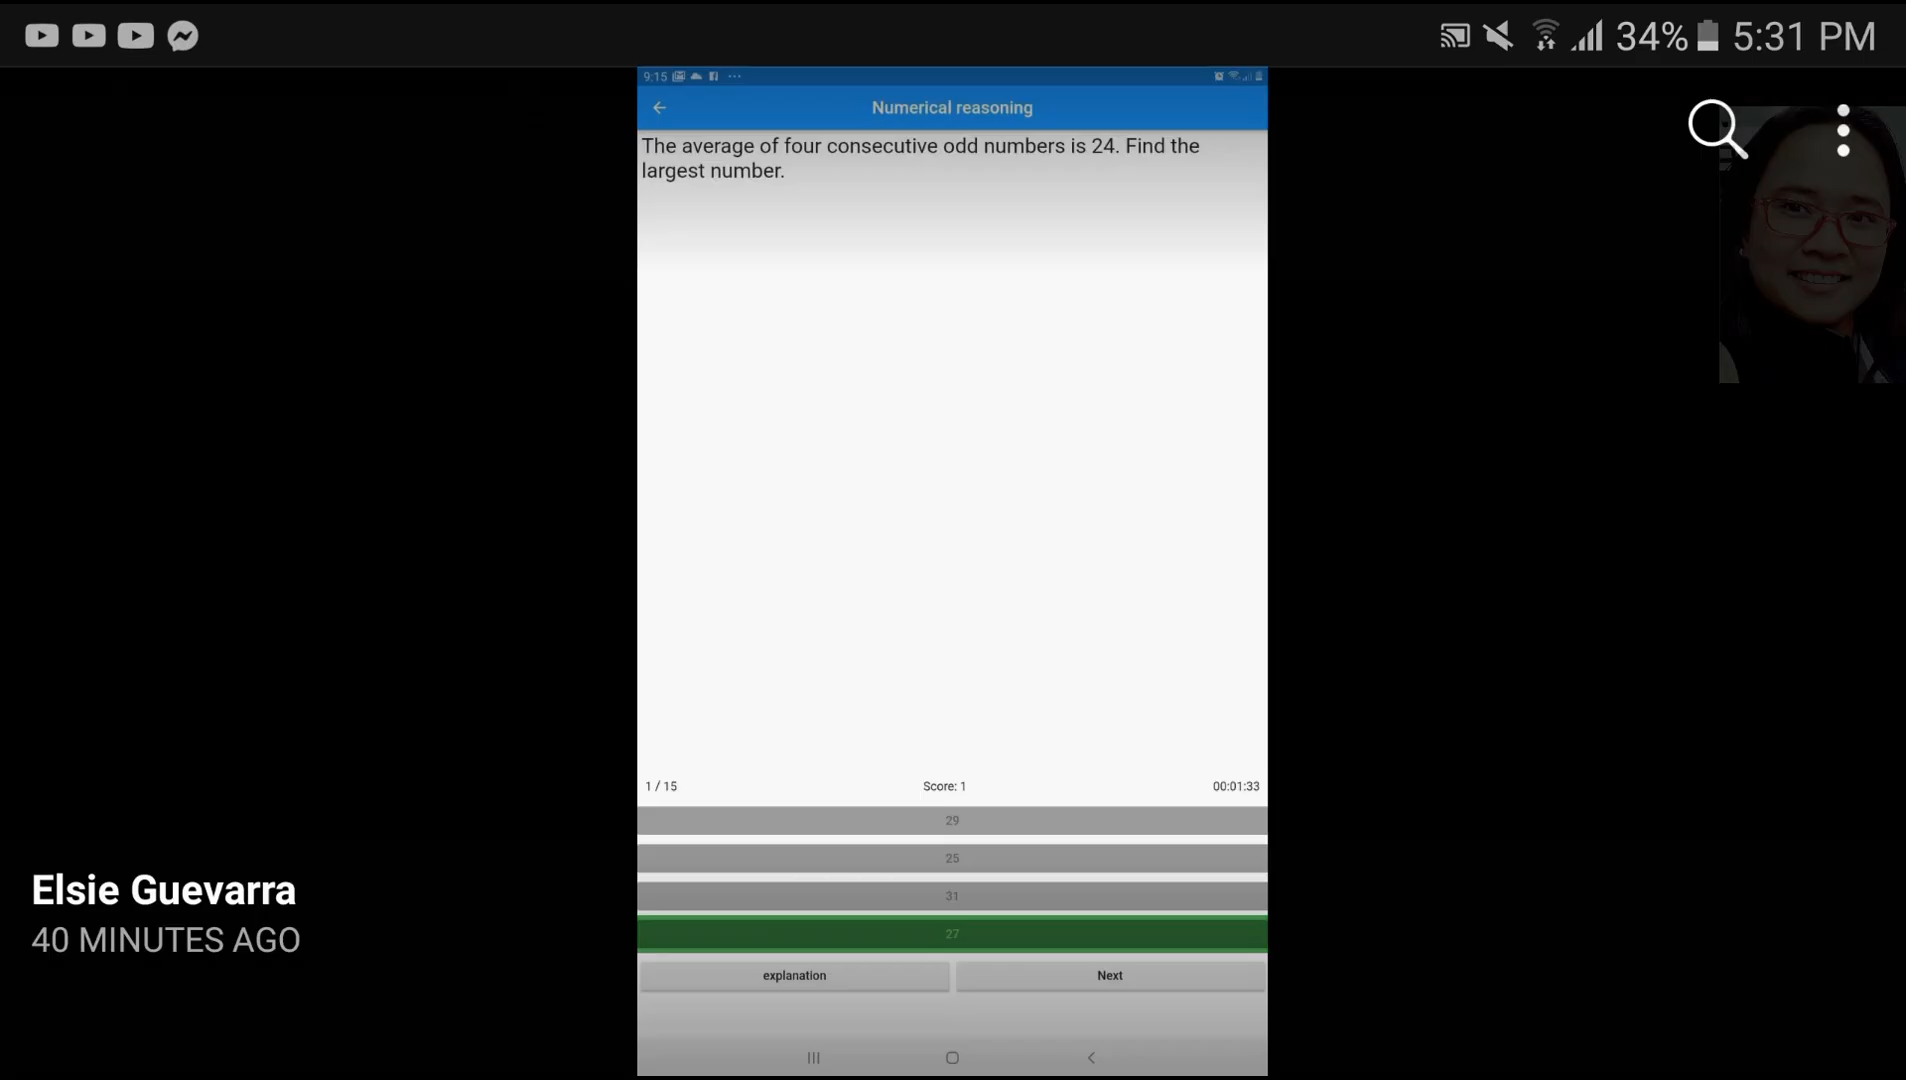 34% 5:31 PM
9:15
Numerical reasoning
The average of four consecutive odd numbers is 24. Find the
largest number.
1 / 15 Score: 1 00:01:33
29
25
31
27
explanation Next
Elsie Guevarra
40 MINUTES AGO